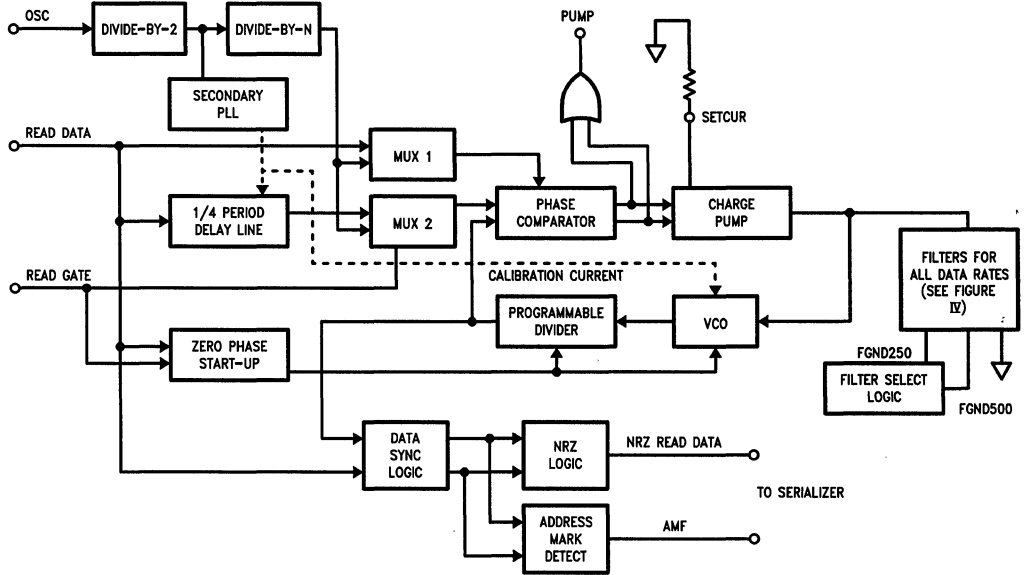 OSC
DIVIDE-BY-2
DIVIDE-BY-N
PUMP
SECONDARY
PLL
SETCUR
READ DATA
MUX 1
1/4 PERIOD
DELAY LINE
MUX 2
PHASE
COMPARATOR
CHARGE
PUMP
READ GATE
CALIBRATION CURRENT
FILTERS FOR
ALL DATA RATES
(SEE FIGURE
IV)
PROGRAMMABLE
DIVIDER
VCO
ZERO PHASE
START-UP
FGND250
FILTER SELECT
LOGIC
FGND500
DATA
SYNC
LOGIC
NRZ
LOGIC
NRZ READ DATA
TO SERIALIZER
ADDRESS
MARK
DETECT
AMF